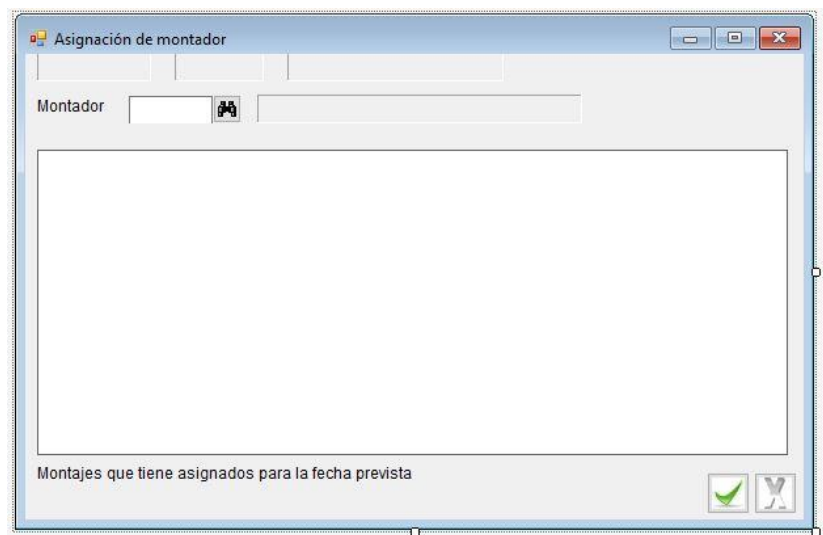 Asignación de montador
Montador
Montajes que tiene asignados para la fecha prevista